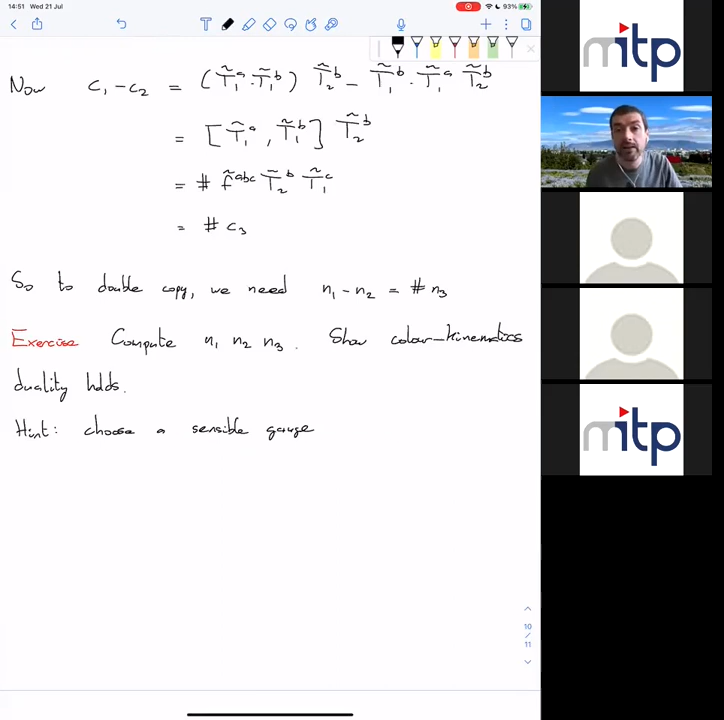 14:51 Wed 21 Jul
93%
Now c₁-c₂ = (T̃₁ᵃ·T̃₁ᵇ) T̃₂ᵇ - T̃₁ᵇ·T̃₁ᵃ T̃₂ᵇ
= [T̃₁ᵃ, T̃₁ᵇ] T̃₂ᵇ
= # f̃ᵃᵇᶜ T̃₂ᵇ T̃₁ᶜ
= # c₃
So to double copy, we need n₁-n₂ = # n₃
Exercise Compute n₁ n₂ n₃. Show colour-kinematics
duality holds.
Hint: choose a sensible gauge
10
/
11
mitp
mitp